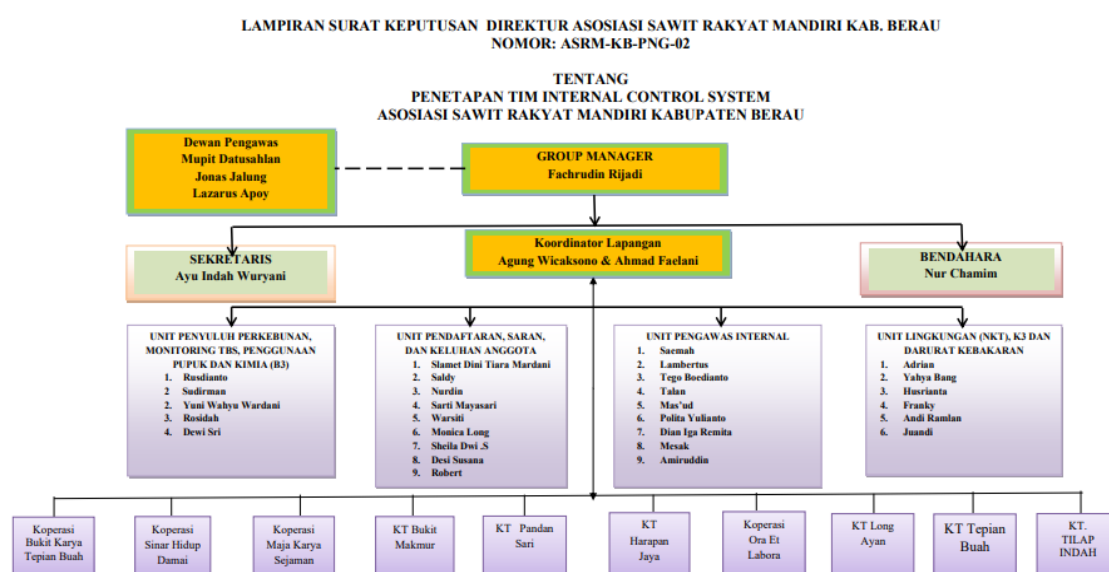 LAMPIRAN SURAT KEPUTUSAN DIREKTUR ASOSIASI SAWIT RAKYAT MANDIRI KAB. BERAU
NOMOR: ASRM-KB-PNG-02
TENTANG
PENETAPAN TIM INTERNAL CONTROL SYSTEM
ASOSIASI SAWIT RAKYAT MANDIRI KABUPATEN BERAU
Dewan Pengawas
Mupit Datusahlan
Jonas Jalung
Lazarus Apoy
GROUP MANAGER
Fachrudin Rijadi
SEKRETARIS
Ayu Indah Wuryani
Koordinator Lapangan
Agung Wicaksono & Ahmad Faelani
BENDAHARA
Nur Chamim
UNIT PENYULUH PERKEBUNAN,
MONITORING TBS, PENGGUNAAN
PUPUK DAN KIMIA (B3)
1. Rusdianto
2 Sudirman
2. Yuni Wahyu Wardani
3. Rosidah
4. Dewi Sri
UNIT PENDAFTARAN, SARAN,
DAN KELUHAN ANGGOTA
1. Slamet Dini Tiara Mardani
2. Saldy
3. Nurdin
4. Sarti Mayasari
5. Warsiti
6. Monica Long
7. Sheila Dwi .S
8. Desi Susana
9. Robert
UNIT PENGAWAS INTERNAL
1. Saemah
2. Lambertus
3. Tego Boedianto
4. Talan
5. Mas'ud
6. Polita Yulianto
7. Dian Iga Remita
8. Mesak
9. Amiruddin
UNIT LINGKUNGAN (NKT), K3 DAN
DARURAT KEBAKARAN
1. Adrian
2. Yahya Bang
3. Husrianta
4. Franky
5. Andi Ramlan
6. Juandi
Koperasi
Bukit Karya
Tepian Buah
Koperasi
Sinar Hidup
Damai
Koperasi
Maja Karya
Sejaman
KT Bukit
Makmur
KT Pandan
Sari
KT
Harapan
Jaya
Koperasi
Ora Et
Labora
KT Long
Ayan
KT Tepian
Buah
KT.
TILAP
INDAH